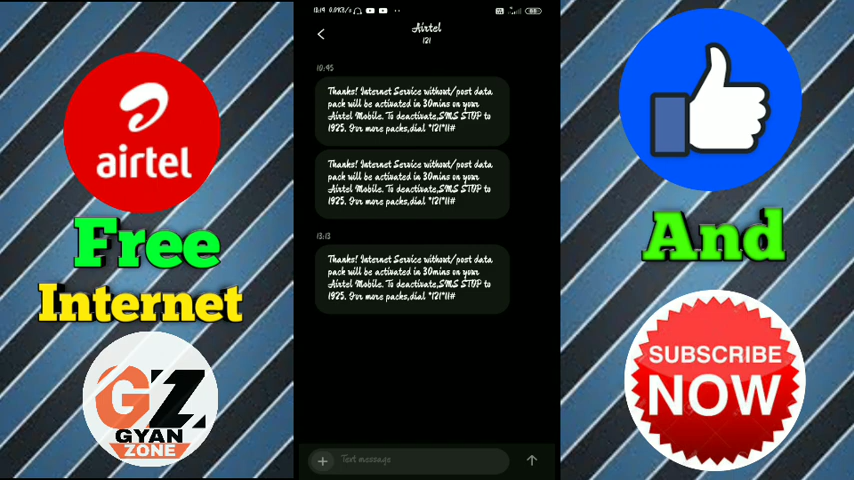 airtel
Free
Internet
GZ
GYAN
ZONE
13:14 0.0KB/s
Airtel
121
10:45
Thanks! Internet Service without/post data
pack will be activated in 30mins on your
Airtel Mobile. To deactivate,SMS STOP to
1925. For more packs,dial *121*11#
Thanks! Internet Service without/post data
pack will be activated in 30mins on your
Airtel Mobile. To deactivate,SMS STOP to
1925. For more packs,dial *121*11#
13:13
Thanks! Internet Service without/post data
pack will be activated in 30mins on your
Airtel Mobile. To deactivate,SMS STOP to
1925. For more packs,dial *121*11#
Text message
And
SUBSCRIBE
NOW